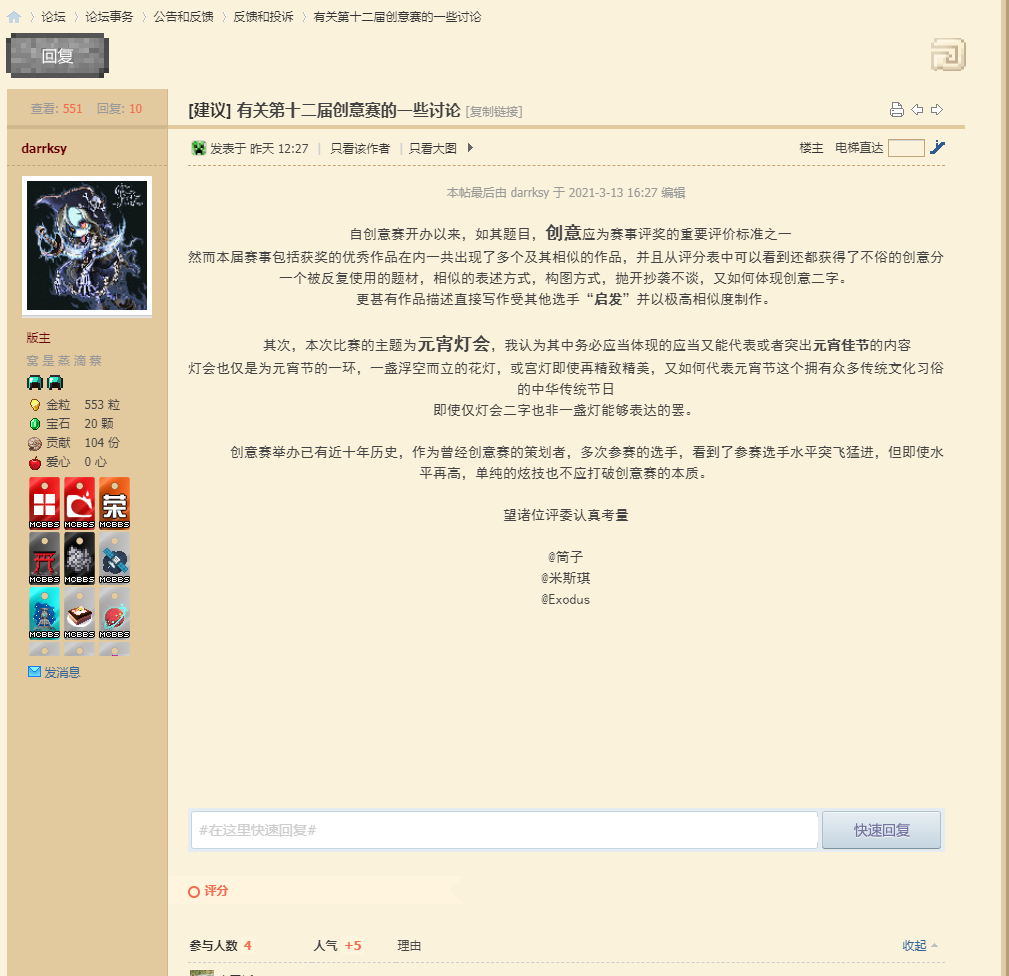 论坛 〉 论坛事务 〉 公告和反馈 〉 反馈和投诉 〉 有关第十二届创意赛的一些讨论
回复
查看: 551 回复: 10
[建议] 有关第十二届创意赛的一些讨论 [复制链接]
darrksy
发表于 昨天 12:27 | 只看该作者 | 只看大图
楼主 电梯直达
本帖最后由 darrksy 于 2021-3-13 16:27 编辑
自创意赛开办以来，如其题目，创意应为赛事评奖的重要评价标准之一
然而本届赛事包括获奖的优秀作品在内一共出现了多个及其相似的作品，并且从评分表中可以看到还都获得了不俗的创意分
一个被反复使用的题材，相似的表述方式，构图方式，抛开抄袭不谈，又如何体现创意二字。
更甚有作品描述直接写作受其他选手“启发”并以极高相似度制作。
其次，本次比赛的主题为元宵灯会，我认为其中务必应当体现的应当又能代表或者突出元宵佳节的内容
灯会也仅是为元宵节的一环，一盏浮空而立的花灯，或宫灯即使再精致精美，又如何代表元宵节这个拥有众多传统文化习俗
的中华传统节日
即使仅灯会二字也非一盏灯能够表达的罢。
创意赛举办已有近十年历史，作为曾经创意赛的策划者，多次参赛的选手，看到了参赛选手水平突飞猛进，但即使水
平再高，单纯的炫技也不应打破创意赛的本质。
望诸位评委认真考量
@筒子
@米斯琪
@Exodus
版主
是 蒸 滴
金粒 553 粒
宝石 20 颗
贡献 104 份
爱心 0 心
荣
MCBBS MCBBS MCBBS
MCBBS MCBBS MCBBS
MCBBS MCBBS MCBBS
发消息
#在这里快速回复#
快速回复
评分
参与人数 4 人气 +5 理由
收起